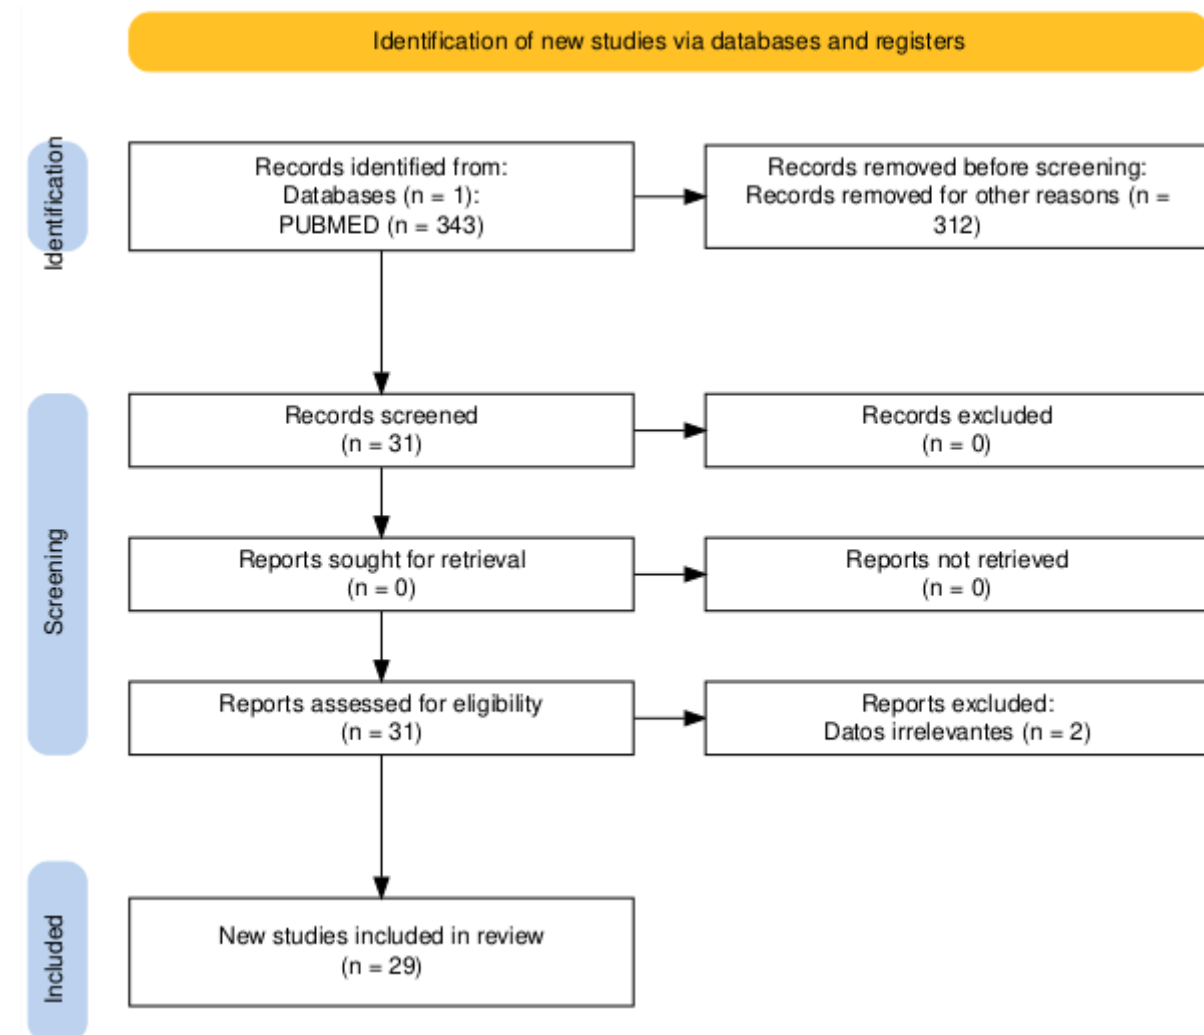 Identification of new studies via databases and registers
Identification
Records identified from:
Databases (n = 1):
PUBMED (n = 343)
Records removed before screening:
Records removed for other reasons (n =
312)
Screening
Records screened
(n = 31)
Records excluded
(n = 0)
Reports sought for retrieval
(n = 0)
Reports not retrieved
(n = 0)
Reports assessed for eligibility
(n = 31)
Reports excluded:
Datos irrelevantes (n = 2)
Included
New studies included in review
(n = 29)